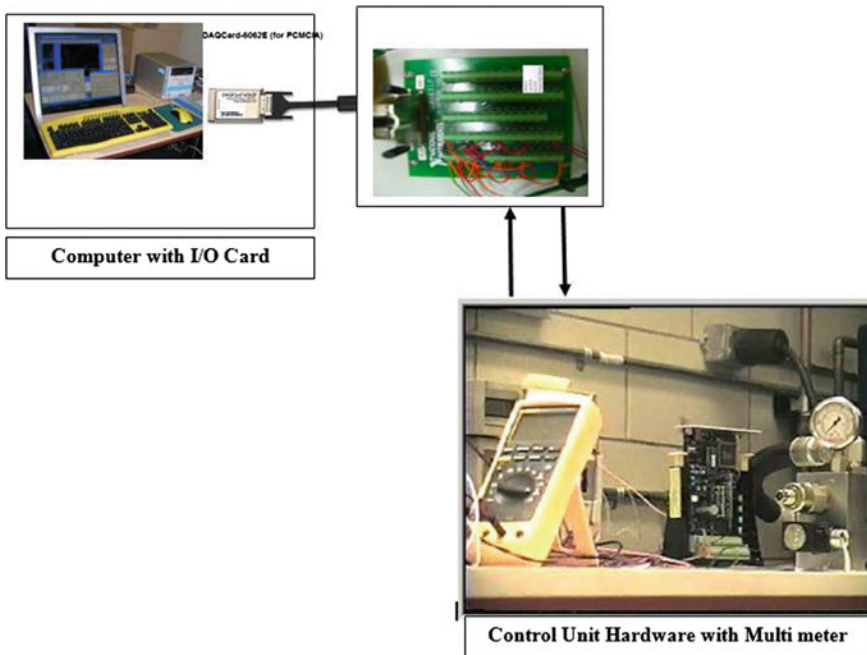 DAQCard-6062E (for PCMCIA)
Computer with I/O Card
Control Unit Hardware with Multi meter